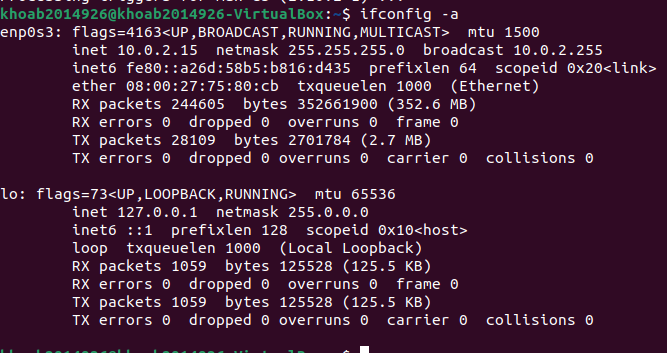 khoab2014926@khoab2014926-VirtualBox:~$ ifconfig -a
enp0s3: flags=4163<UP,BROADCAST,RUNNING,MULTICAST>  mtu 1500
        inet 10.0.2.15  netmask 255.255.255.0  broadcast 10.0.2.255
        inet6 fe80::a26d:58b5:b816:d435  prefixlen 64  scopeid 0x20<link>
        ether 08:00:27:75:80:cb  txqueuelen 1000  (Ethernet)
        RX packets 244605  bytes 352661900 (352.6 MB)
        RX errors 0  dropped 0  overruns 0  frame 0
        TX packets 28109  bytes 2701784 (2.7 MB)
        TX errors 0  dropped 0 overruns 0  carrier 0  collisions 0

lo: flags=73<UP,LOOPBACK,RUNNING>  mtu 65536
        inet 127.0.0.1  netmask 255.0.0.0
        inet6 ::1  prefixlen 128  scopeid 0x10<host>
        loop  txqueuelen 1000  (Local Loopback)
        RX packets 1059  bytes 125528 (125.5 KB)
        RX errors 0  dropped 0  overruns 0  frame 0
        TX packets 1059  bytes 125528 (125.5 KB)
        TX errors 0  dropped 0 overruns 0  carrier 0  collisions 0